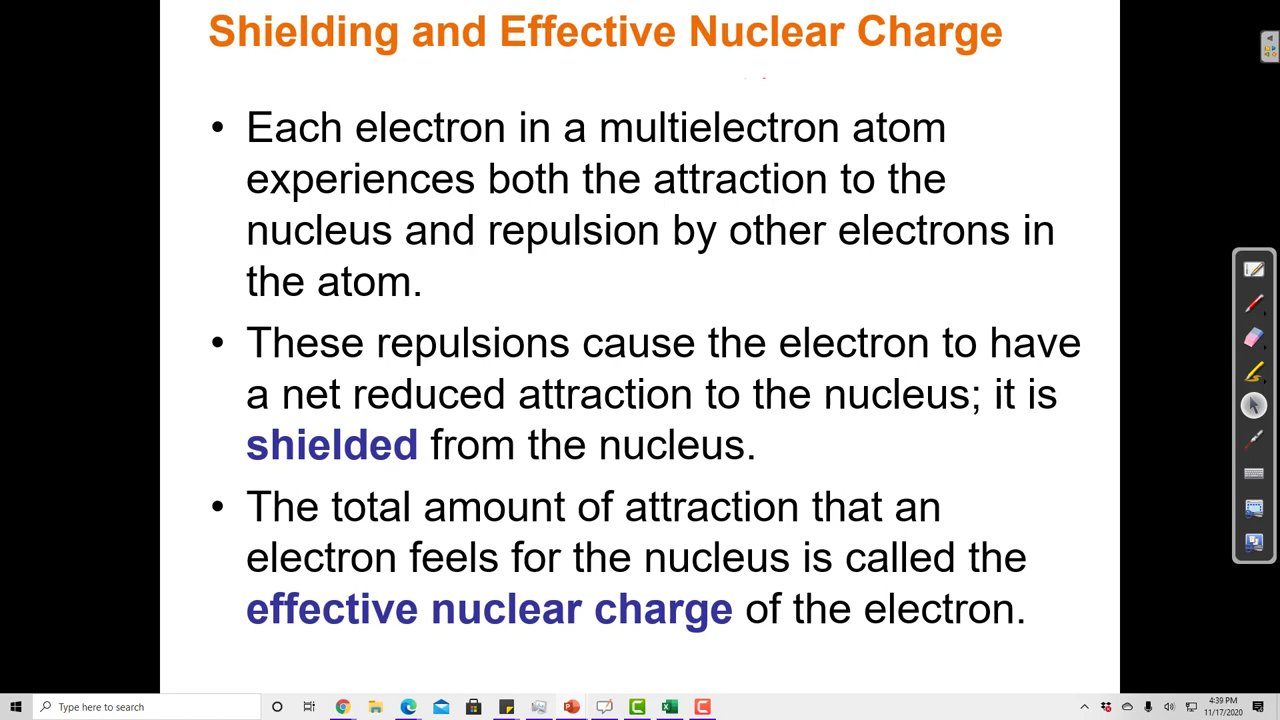 Shielding and Effective Nuclear Charge
• Each electron in a multielectron atom
experiences both the attraction to the
nucleus and repulsion by other electrons in
the atom.
• These repulsions cause the electron to have
a net reduced attraction to the nucleus; it is
shielded from the nucleus.
• The total amount of attraction that an
electron feels for the nucleus is called the
effective nuclear charge of the electron.
Type here to search
4:39 PM
11/17/2020